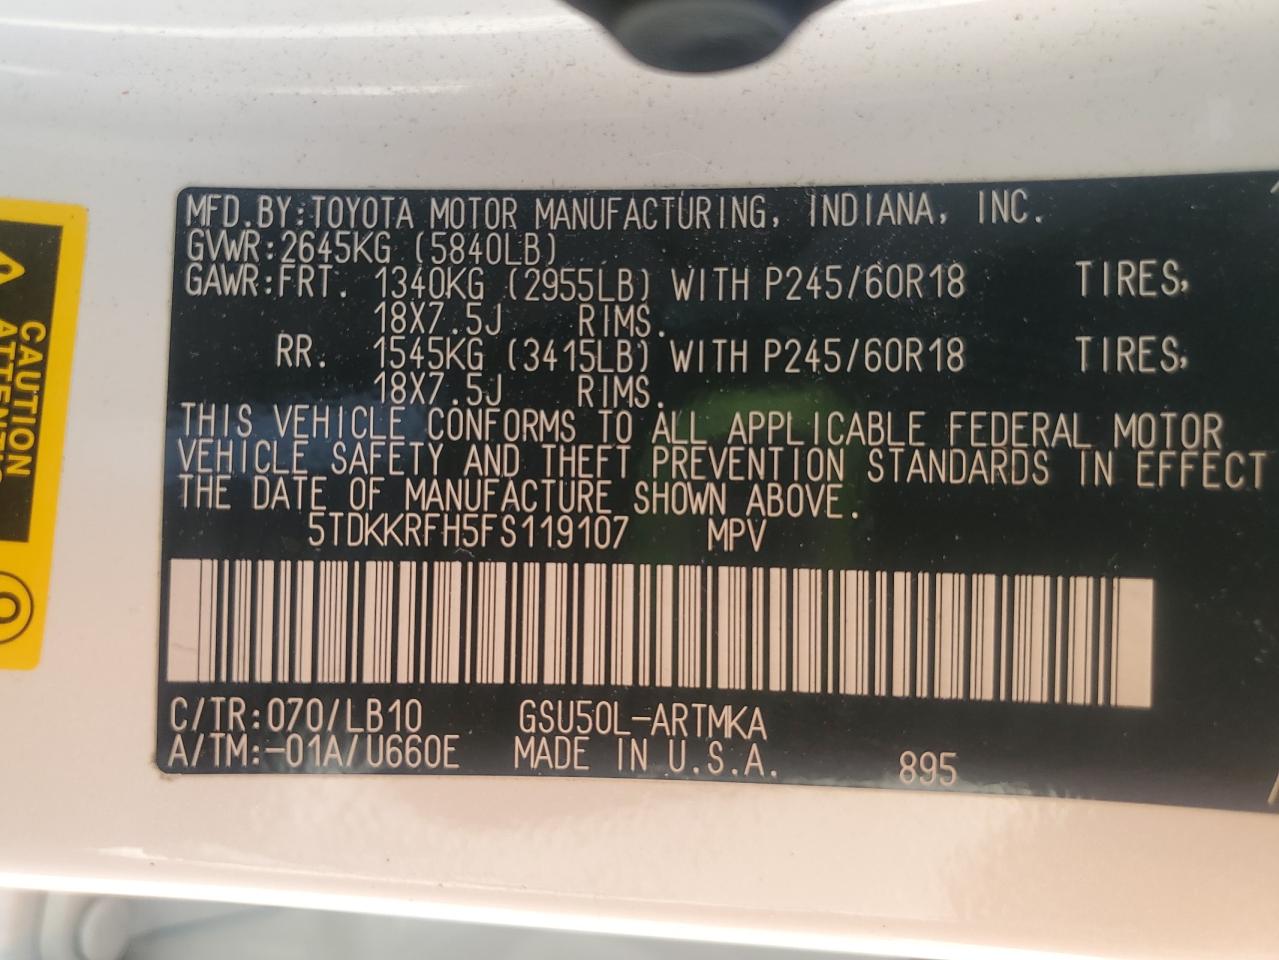 MFD.BY:TOYOTA MOTOR MANUFACTURING, INDIANA, INC.
GVWR:2645KG (5840LB)
GAWR:FRT. 1340KG (2955LB) WITH P245/60R18 TIRES,
18X7.5J RIMS.
RR. 1545KG (3415LB) WITH P245/60R18 TIRES,
18X7.5J RIMS.
THIS VEHICLE CONFORMS TO ALL APPLICABLE FEDERAL MOTOR
VEHICLE SAFETY AND THEFT PREVENTION STANDARDS IN EFFECT
THE DATE OF MANUFACTURE SHOWN ABOVE.
5TDKKRFH5FS119107 MPV
C/TR:070/LB10 GSU50L-ARTMKA
A/TM:-01A/U660E MADE IN U.S.A. 895
CAUTION